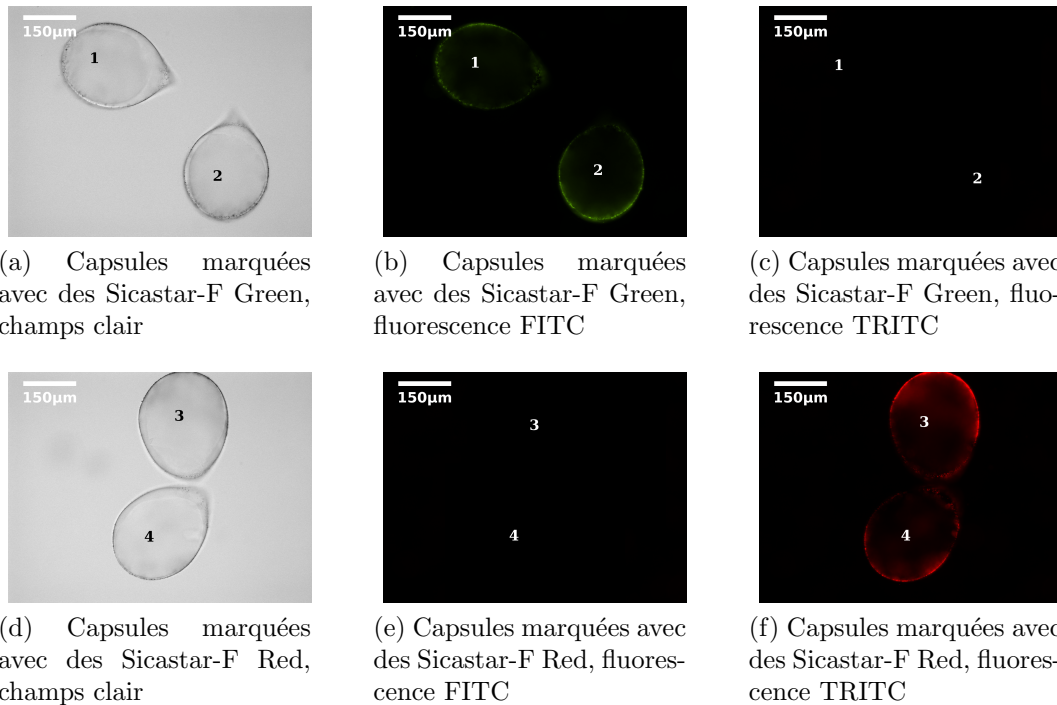 150µm
1
2
150µm
1
2
150µm
1
2
(a) Capsules marquées
avec des Sicastar-F Green,
champs clair
(b) Capsules marquées
avec des Sicastar-F Green,
fluorescence FITC
(c) Capsules marquées avec
des Sicastar-F Green, fluo-
rescence TRITC
150µm
3
4
150µm
3
4
150µm
3
4
(d) Capsules marquées
avec des Sicastar-F Red,
champs clair
(e) Capsules marquées avec
des Sicastar-F Red, fluores-
cence FITC
(f) Capsules marquées avec
des Sicastar-F Red, fluores-
cence TRITC